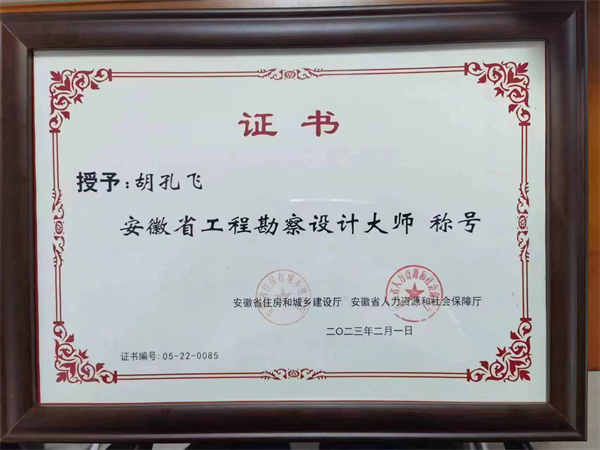 证书
授予:胡孔飞
安徽省工程勘察设计大师 称号
安徽省住房和城乡建设厅 安徽省人力资源和社会保障厅
二〇二三年二月一日
证书编号:05-22-0085